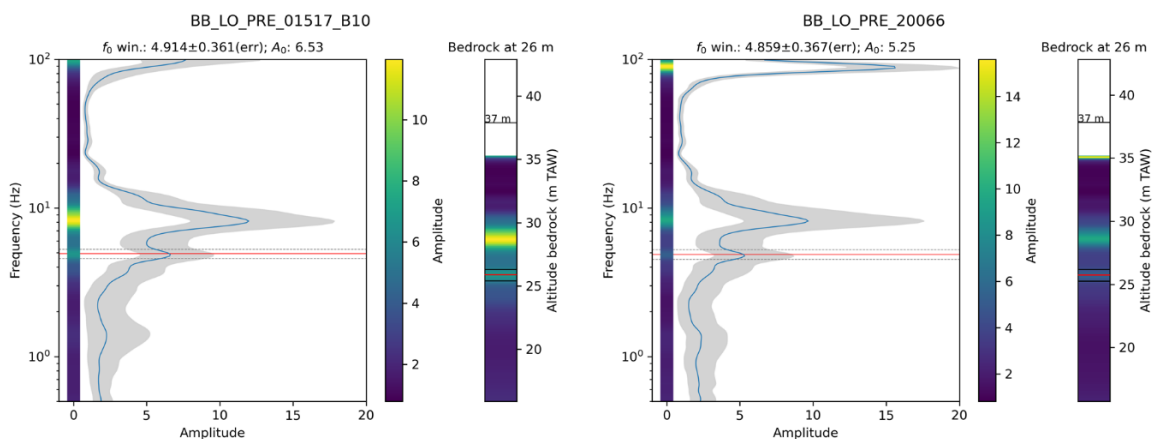 BB_LO_PRE_01517_B10
f₀ win.: 4.914±0.361(err); A₀: 6.53
Bedrock at 26 m
10²
10¹
10⁰
Frequency (Hz)
0 5 10 15 20
Amplitude
10
8
6
4
2
Amplitude
37 m
40
35
30
25
20
Altitude bedrock (m TAW)
BB_LO_PRE_20066
f₀ win.: 4.859±0.367(err); A₀: 5.25
Bedrock at 26 m
10²
10¹
10⁰
Frequency (Hz)
0 5 10 15 20
Amplitude
14
12
10
8
6
4
2
Amplitude
37 m
40
35
30
25
20
Altitude bedrock (m TAW)